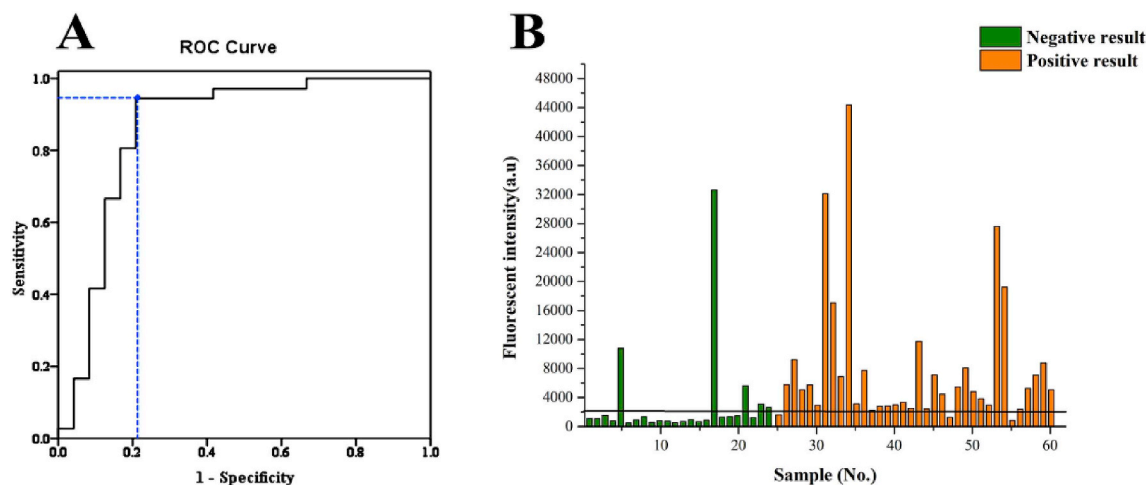 A
ROC Curve
Sensitivity
1.0
0.8
0.6
0.4
0.2
0.0
0.0 0.2 0.4 0.6 0.8 1.0
1 - Specificity
B
Negative result
Positive result
Fluorescent intensity(a.u)
48000
44000
40000
36000
32000
28000
24000
20000
16000
12000
8000
4000
0
10 20 30 40 50 60
Sample (No.)